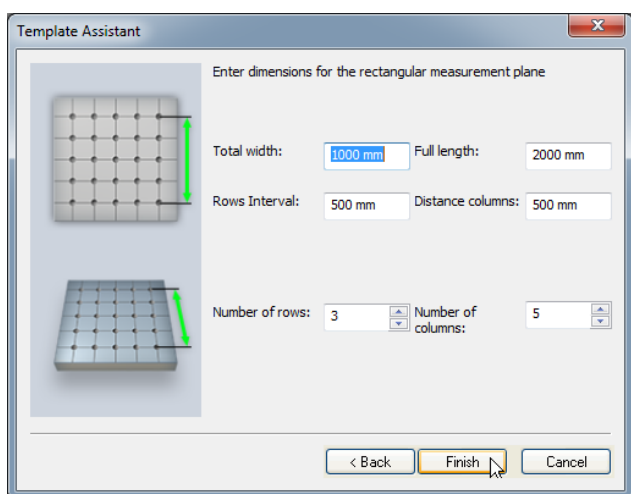 Template Assistant
Enter dimensions for the rectangular measurement plane
Total width: 1000 mm Full length: 2000 mm
Rows Interval: 500 mm Distance columns: 500 mm
Number of rows: 3 Number of columns: 5
< Back Finish Cancel